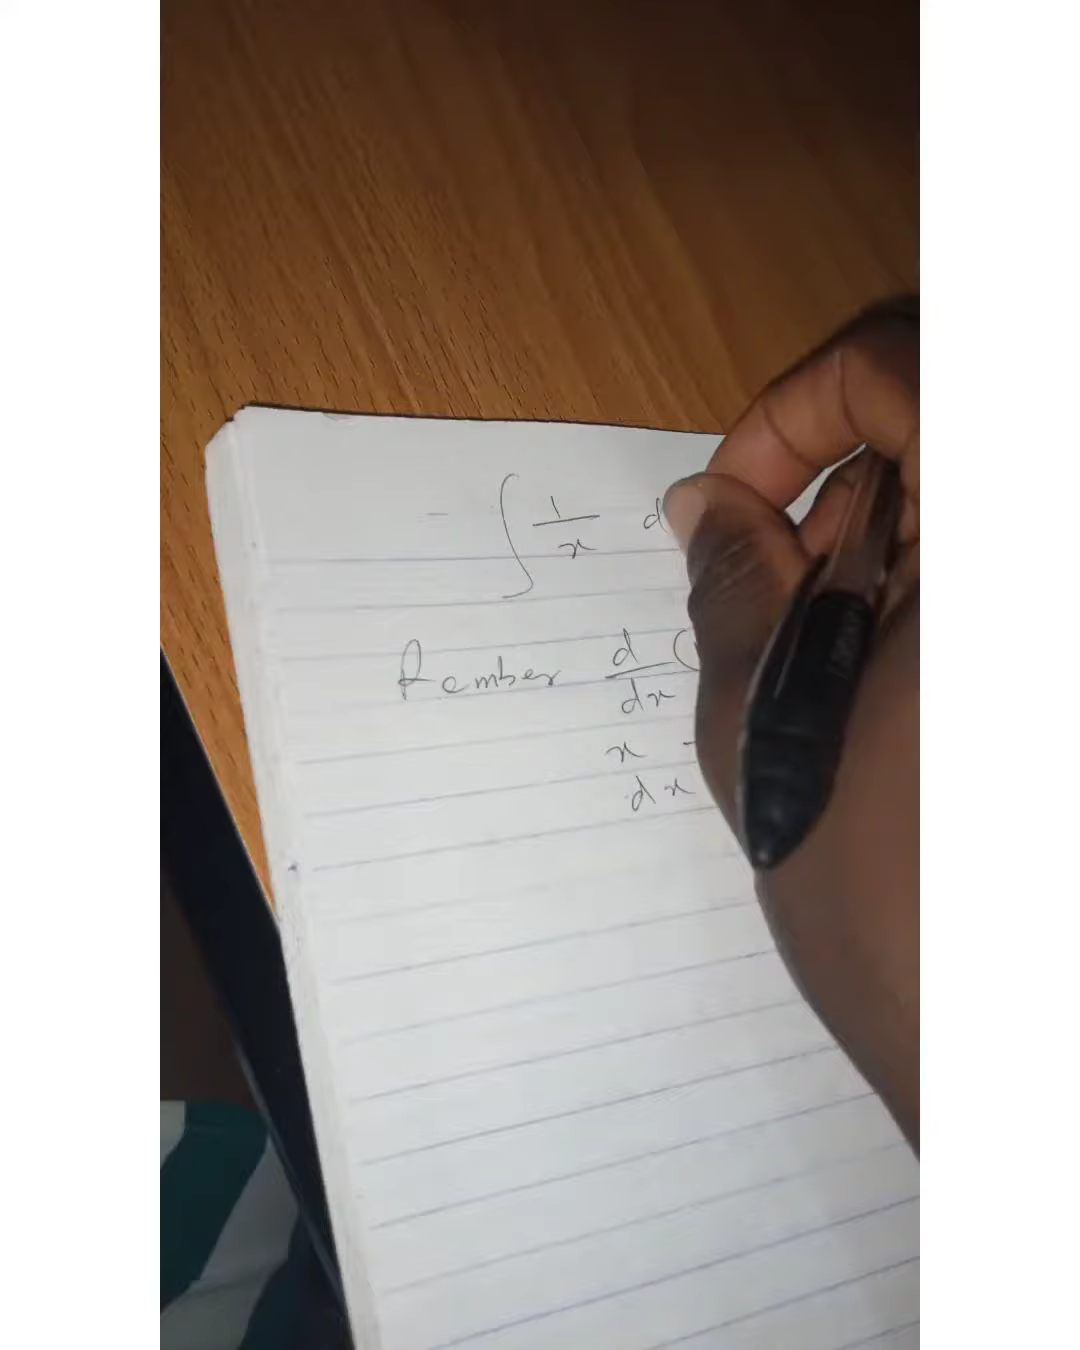 - ∫ 1/x d
Rember d/dx (
x -
dx